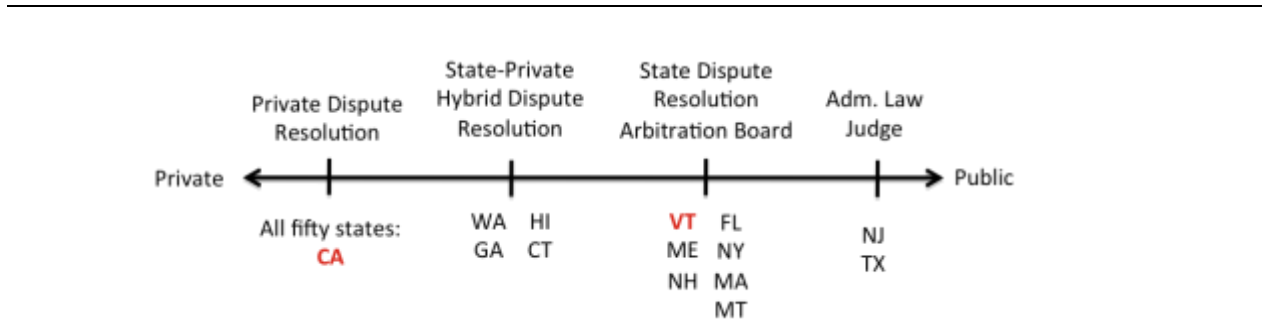 Private Dispute
Resolution
State-Private
Hybrid Dispute
Resolution
State Dispute
Resolution
Arbitration Board
Adm. Law
Judge
Private
Public
All fifty states:
CA
WA HI
GA CT
VT FL
ME NY
NH MA
MT
NJ
TX